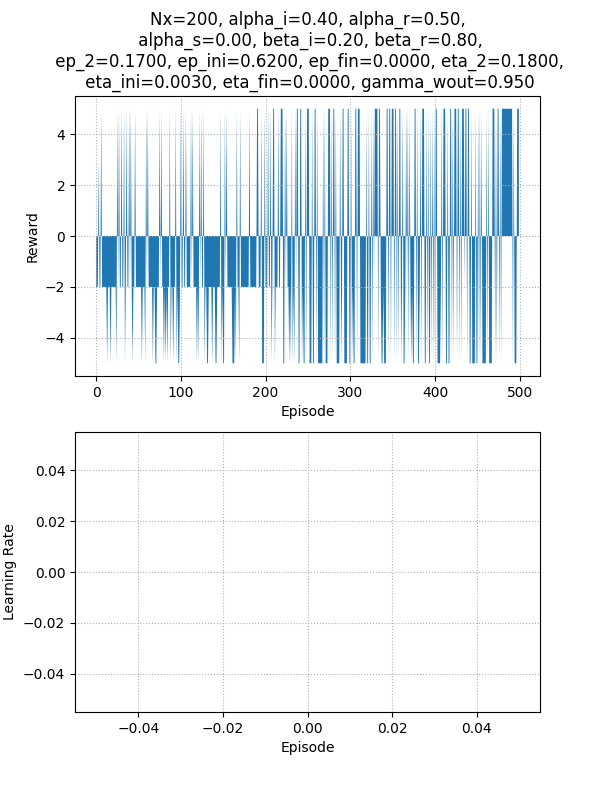 Nx=200, alpha_i=0.40, alpha_r=0.50,
alpha_s=0.00, beta_i=0.20, beta_r=0.80,
ep_2=0.1700, ep_ini=0.6200, ep_fin=0.0000, eta_2=0.1800,
eta_ini=0.0030, eta_fin=0.0000, gamma_wout=0.950
4
2
0
−2
−4
Reward
0 100 200 300 400 500
Episode
0.04
0.02
0.00
−0.02
−0.04
Learning Rate
−0.04 −0.02 0.00 0.02 0.04
Episode